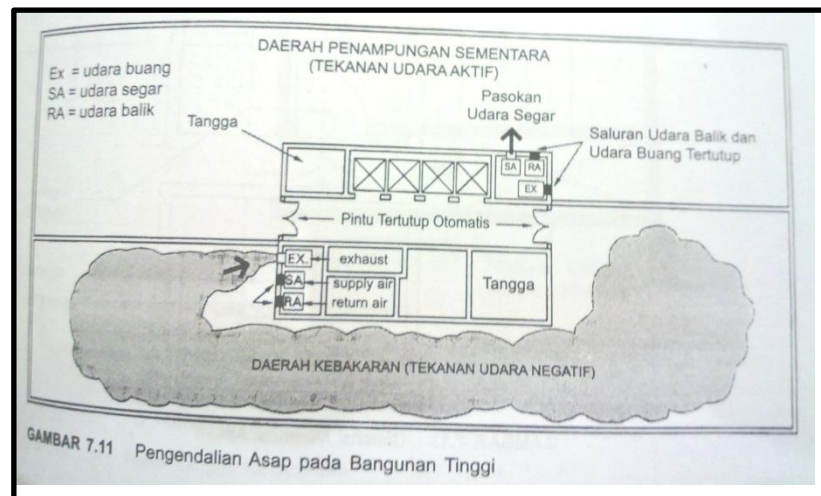 DAERAH PENAMPUNGAN SEMENTARA
(TEKANAN UDARA AKTIF)
Ex = udara buang
SA = udara segar
RA = udara balik
Tangga
Pasokan
Udara Segar
Saluran Udara Balik dan
Udara Buang Tertutup
SA RA
EX
Pintu Tertutup Otomatis
EX. exhaust
SA supply air
RA return air
Tangga
DAERAH KEBAKARAN (TEKANAN UDARA NEGATIF)
GAMBAR 7.11 Pengendalian Asap pada Bangunan Tinggi